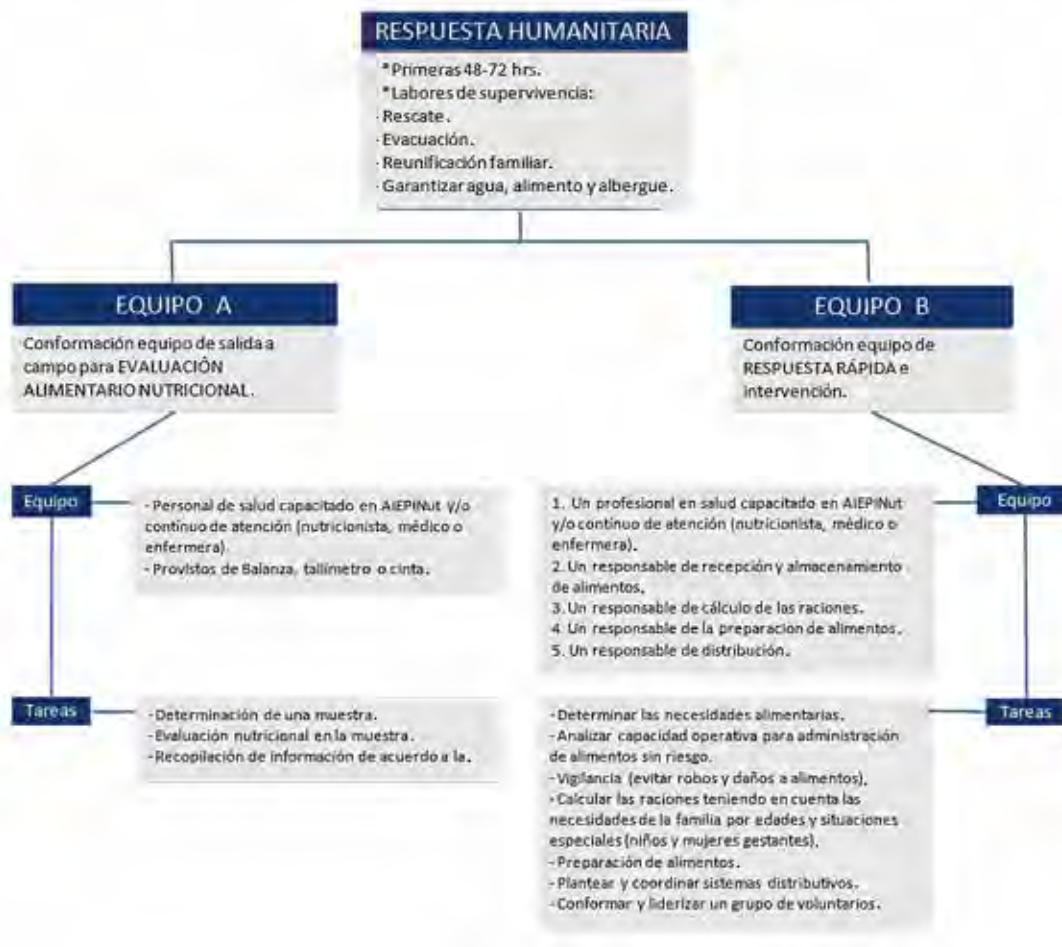 RESPUESTA HUMANITARIA
*Primeras 48-72 hrs.
*Labores de supervivencia:
· Rescate.
· Evacuación.
· Reunificación familiar.
· Garantizar agua, alimento y albergue.
EQUIPO A
Conformación equipo de salida a
campo para EVALUACIÓN
ALIMENTARIO NUTRICIONAL.
EQUIPO B
Conformación equipo de
RESPUESTA RÁPIDA e
intervención.
Equipo
- Personal de salud capacitado en AIEPINut y/o
contínuo de atención (nutricionista, médico o
enfermera)
- Provistos de Balanza, tallímetro o cinta.
1. Un profesional en salud capacitado en AIEPINut
y/o contínuo de atención (nutricionista, médico o
enfermera).
2. Un responsable de recepción y almacenamiento
de alimentos.
3. Un responsable de cálculo de las raciones.
4. Un responsable de la preparacion de alimentos.
5. Un responsable de distribución.
Equipo
Tareas
- Determinación de una muestra.
- Evaluación nutricional en la muestra.
- Recopilación de información de acuerdo a la.
- Determinar las necesidades alimentarias.
- Analizar capacidad operativa para administración
de alimentos sin riesgo.
- Vigilancia (evitar robos y daños a alimentos).
- Calcular las raciones teniendo en cuenta las
necesidades de la familia por edades y situaciones
especiales (niños y mujeres gestantes).
- Preparación de alimentos.
- Plantear y coordinar sistemas distributivos.
- Conformar y liderizar un grupo de voluntarios.
Tareas